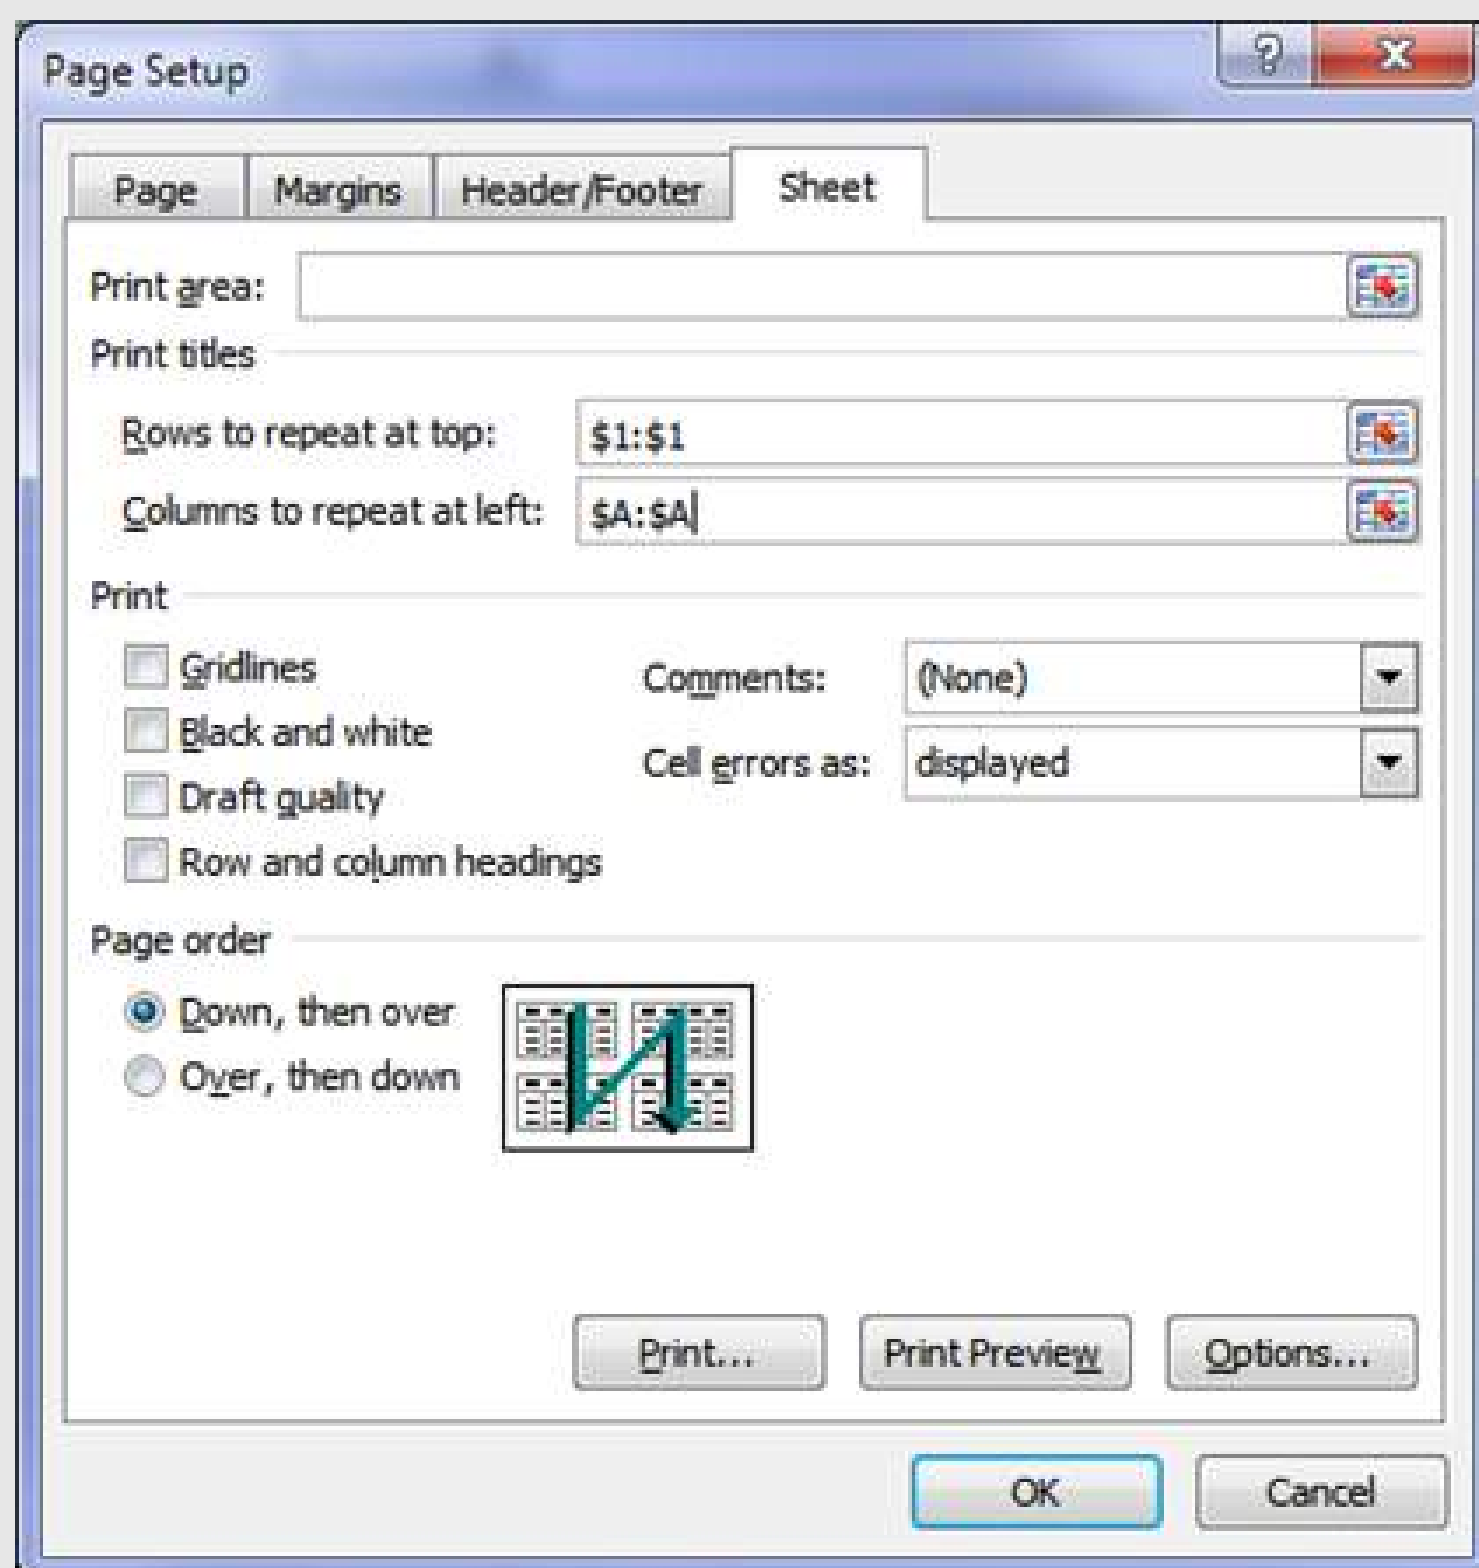 Page Setup
Page Margins Header/Footer Sheet
Print area:
Print titles
Rows to repeat at top: $1:$1
Columns to repeat at left: $A:$A
Print
Gridlines
Comments: (None)
Black and white
Cell errors as: displayed
Draft quality
Row and column headings
Page order
Down, then over
Over, then down
Print... Print Preview Options...
OK Cancel